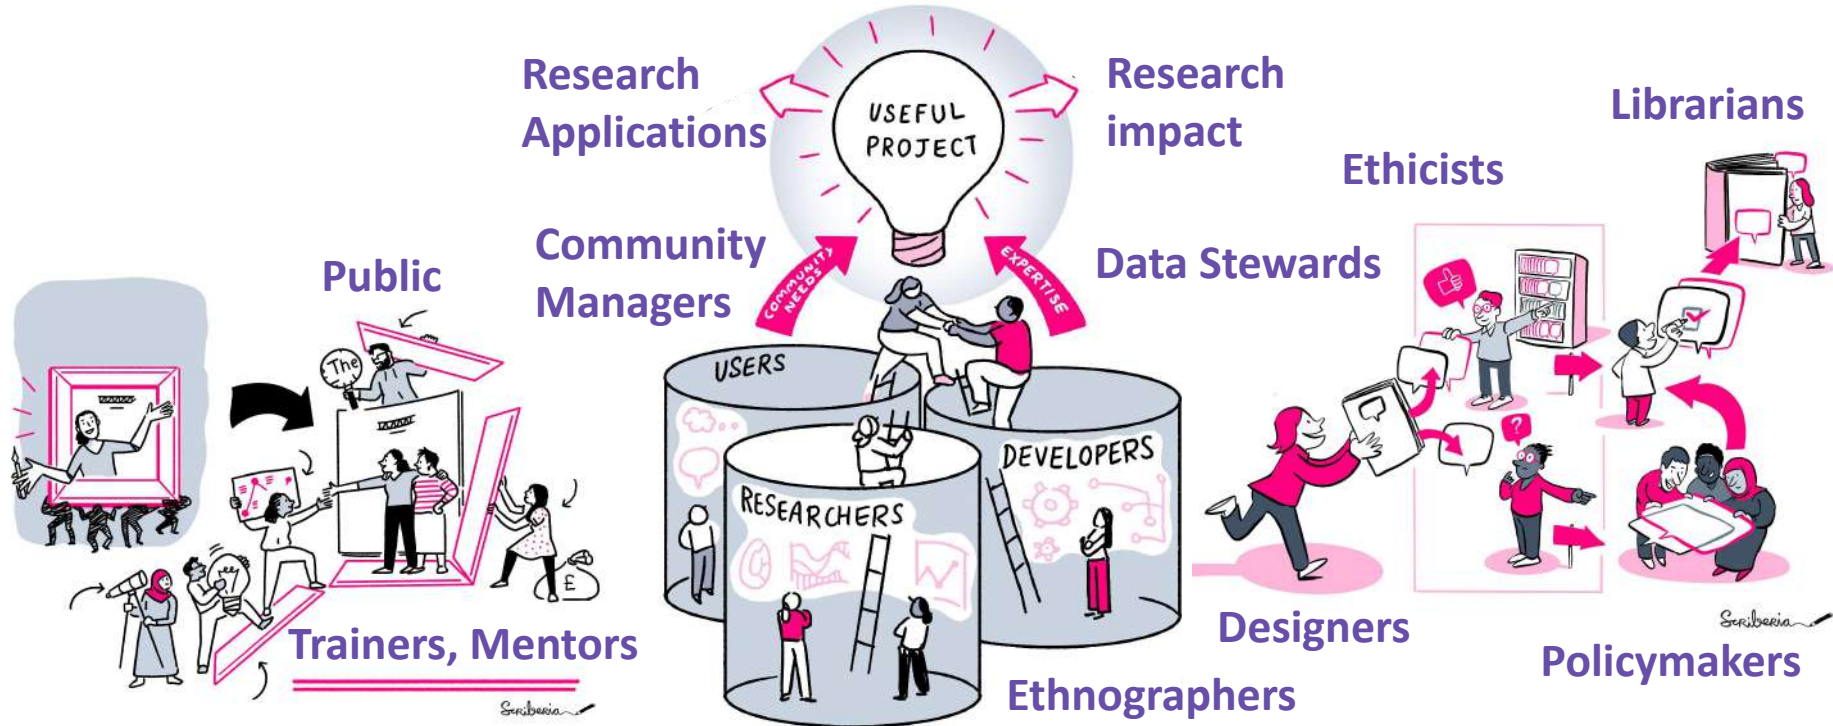 Research
Applications
Research
impact
Librarians
USEFUL
PROJECT
Ethicists
Community
Managers
Public
COMMUNITY
NEEDS
EXPERTISE
Data Stewards
The
USERS
DEVELOPERS
RESEARCHERS
?
£
Trainers, Mentors
Designers
Ethnographers
Policymakers
Scriberia
Scriberia